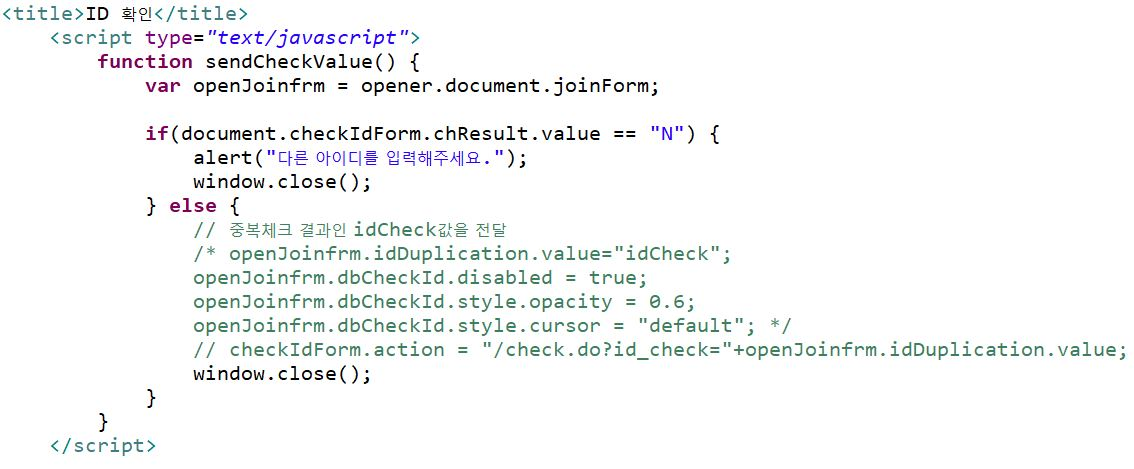 <title>ID 확인</title>
<script type="text/javascript">
function sendCheckValue() {
var openJoinfrm = opener.document.joinForm;
if(document.checkIdForm.chResult.value == "N") {
alert("다른 아이디를 입력해주세요.");
window.close();
} else {
// 중복체크 결과인 idCheck값을 전달
/* openJoinfrm.idDuplication.value="idCheck";
openJoinfrm.dbCheckId.disabled = true;
openJoinfrm.dbCheckId.style.opacity = 0.6;
openJoinfrm.dbCheckId.style.cursor = "default"; */
// checkIdForm.action = "/check.do?id_check="+openJoinfrm.idDuplication.value;
window.close();
}
}
</script>